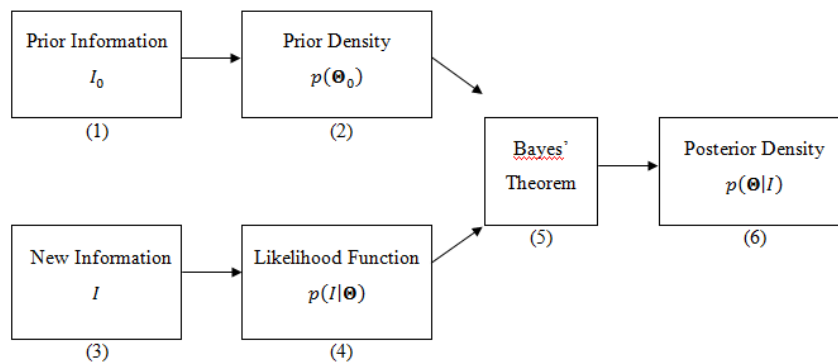 Prior Information
I₀
(1)
Prior Density
p(Θ₀)
(2)
New Information
I
(3)
Likelihood Function
p(I|Θ)
(4)
Bayes’
Theorem
(5)
Posterior Density
p(Θ|I)
(6)